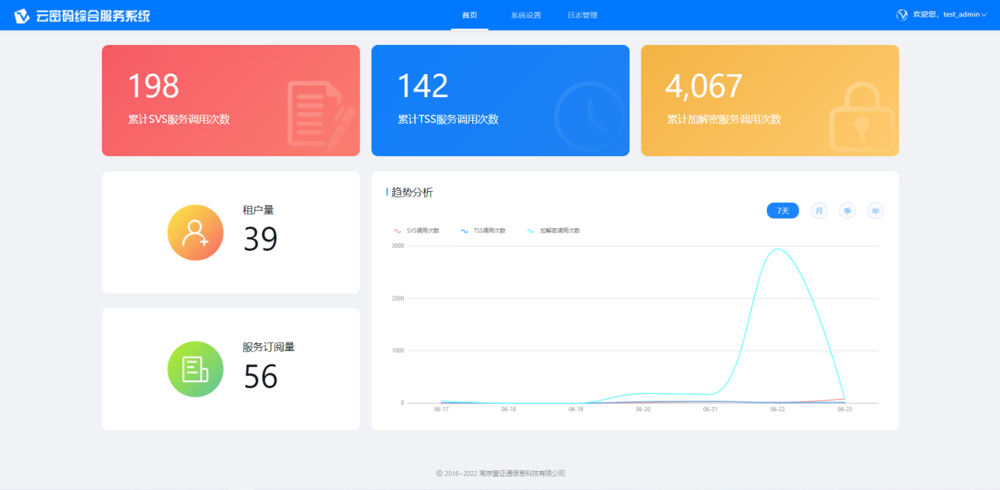 云密码综合服务系统
首页
系统设置
日志管理
欢迎您，test_admin
198
累计SVS服务调用次数
142
累计TSS服务调用次数
4,067
累计加解密服务调用次数
租户量
39
服务订阅量
56
趋势分析
7天
月
季
年
SVS调用次数
TSS调用次数
加解密调用次数
3000
2000
1000
0
06-17
06-18
06-19
06-20
06-21
06-22
06-23
© 2016~2022 南京壹证通信息科技有限公司